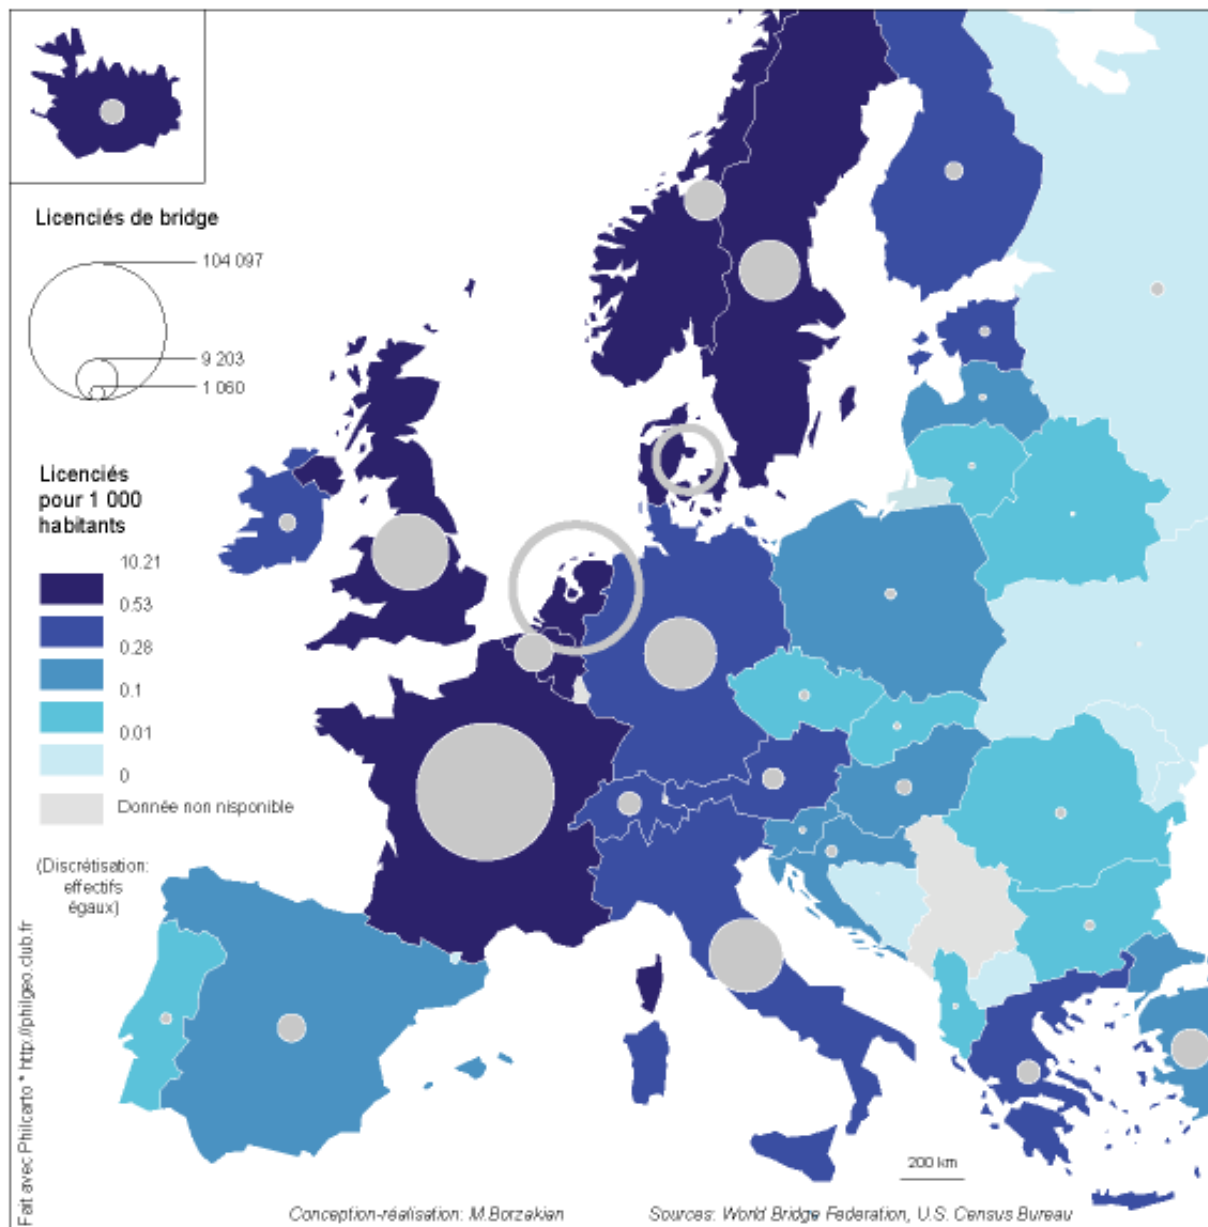 Licenciés de bridge
104 097
9 203
1 060
Licenciés
pour 1 000
habitants
10.21
0.53
0.28
0.1
0.01
0
Donnée non nisponible
(Discrétisation:
effectifs
égaux)
Fait avec Philcarto * http://philgeo.club.fr
200 km
Conception-réalisation: M.Borzakian
Sources: World Bridge Federation, U.S. Census Bureau